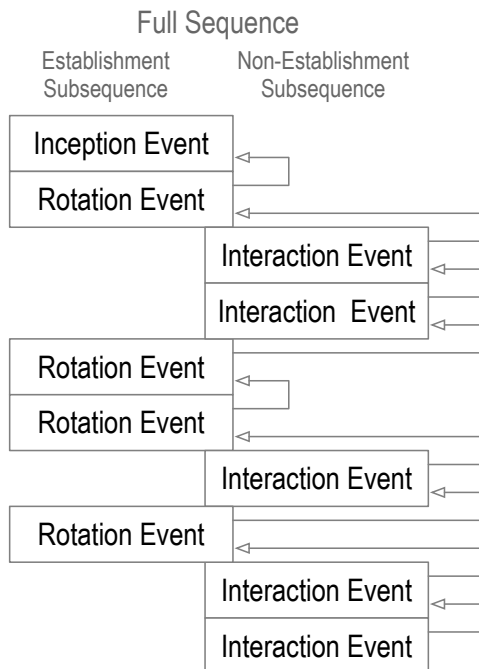 Full Sequence
Establishment
Subsequence
Non-Establishment
Subsequence
Inception Event
Rotation Event
Interaction Event
Interaction Event
Rotation Event
Rotation Event
Interaction Event
Rotation Event
Interaction Event
Interaction Event